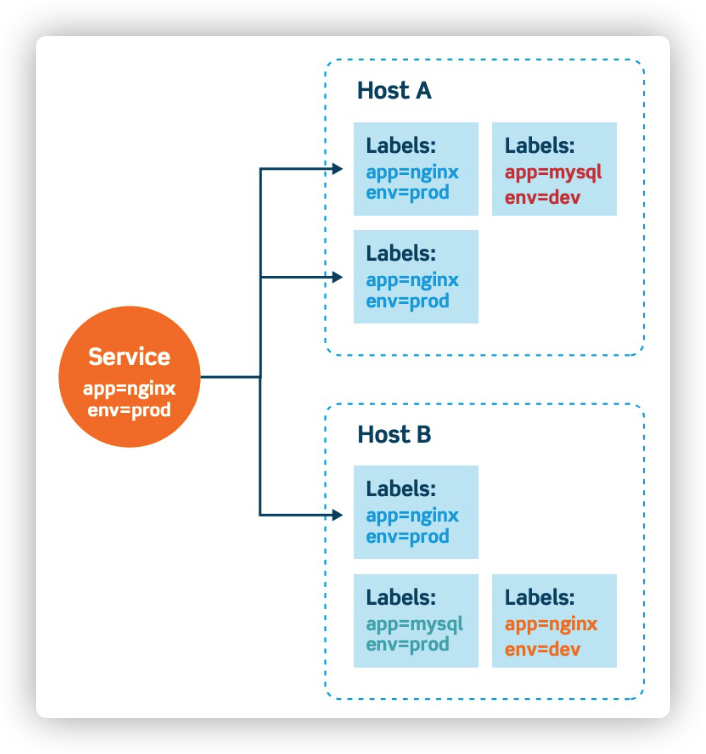 Host A
Labels:
app=nginx
env=prod
Labels:
app=mysql
env=dev
Labels:
app=nginx
env=prod
Service
app=nginx
env=prod
Host B
Labels:
app=nginx
env=prod
Labels:
app=mysql
env=prod
Labels:
app=nginx
env=dev